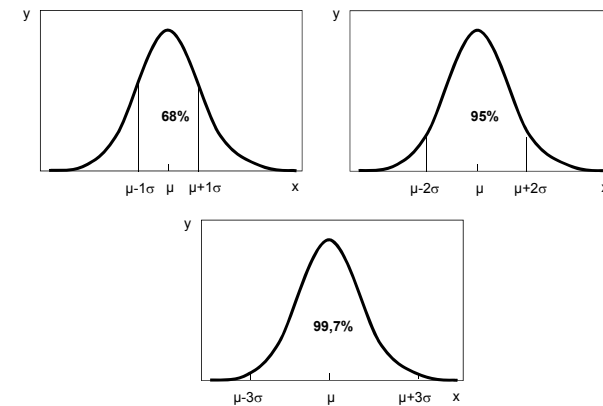 y
68%
μ-1σ μ μ+1σ x
y
95%
μ-2σ μ μ+2σ x
y
99,7%
μ-3σ μ μ+3σ x